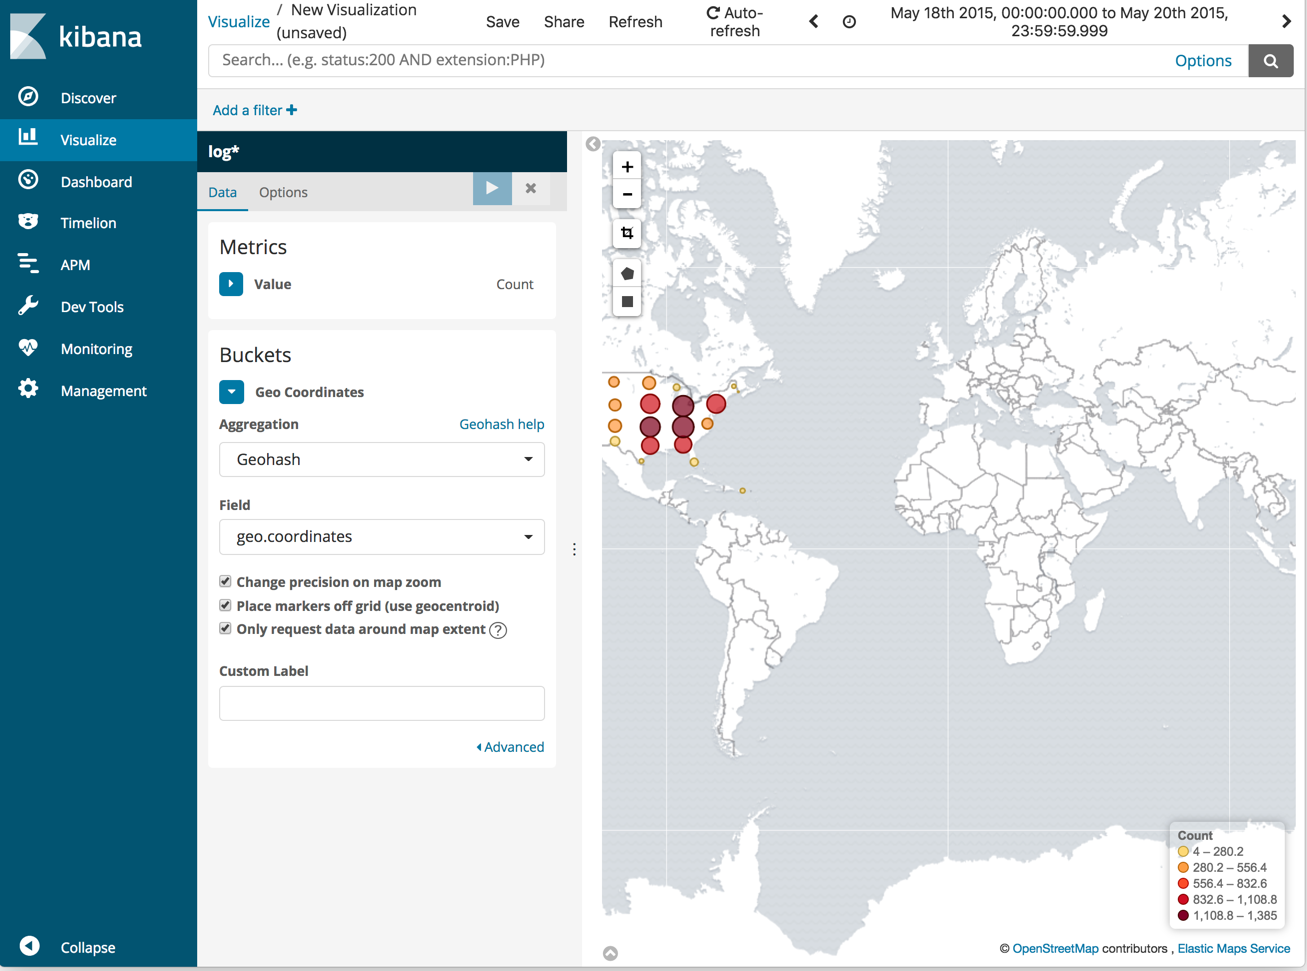 kibana
Discover
Visualize
Dashboard
Timelion
APM
Dev Tools
Monitoring
Management
Collapse
Visualize / New Visualization
(unsaved)
Save
Share
Refresh
Auto-
refresh
May 18th 2015, 00:00:00.000 to May 20th 2015,
23:59:59.999
Search... (e.g. status:200 AND extension:PHP)
Options
Add a filter +
log*
Data
Options
Metrics
Value
Count
Buckets
Geo Coordinates
Aggregation
Geohash help
Geohash
Field
geo.coordinates
Change precision on map zoom
Place markers off grid (use geocentroid)
Only request data around map extent ?
Custom Label
Advanced
+
−
Count
4 – 280.2
280.2 – 556.4
556.4 – 832.6
832.6 – 1,108.8
1,108.8 – 1,385
© OpenStreetMap contributors , Elastic Maps Service